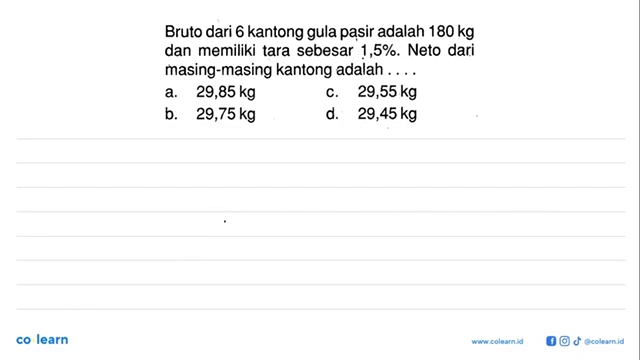 Bruto dari 6 kantong gula pasir adalah 180 kg
dan memiliki tara sebesar 1,5%. Neto dari
masing-masing kantong adalah . . . .
a. 29,85 kg c. 29,55 kg
b. 29,75 kg d. 29,45 kg
co learn www.colearn.id @colearn.id